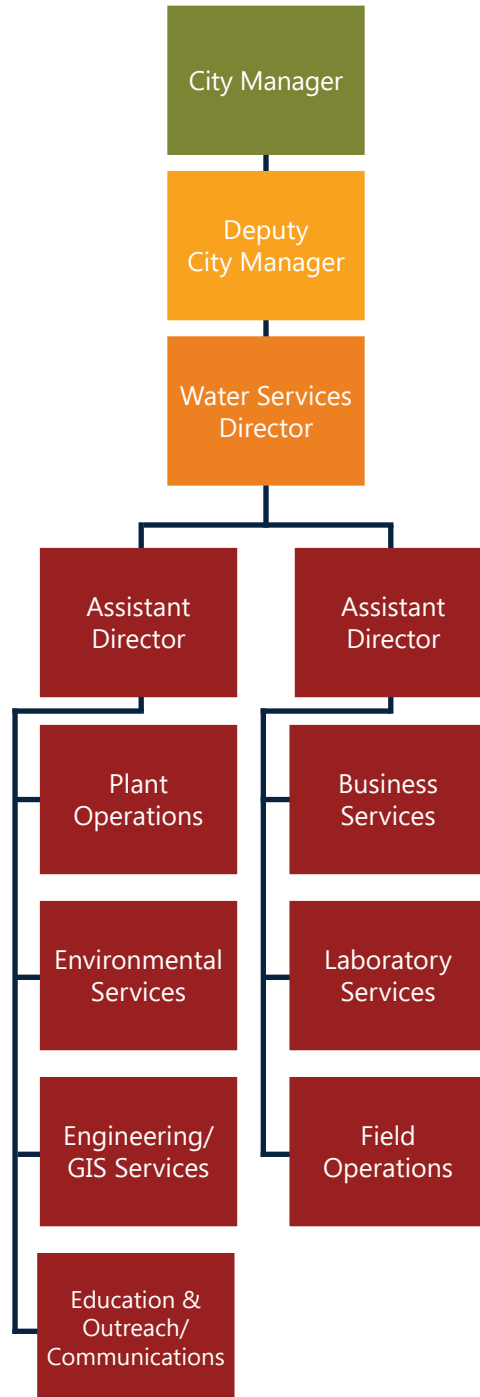 City Manager
Deputy
City Manager
Water Services
Director
Assistant
Director
Assistant
Director
Plant
Operations
Business
Services
Environmental
Services
Laboratory
Services
Engineering/
GIS Services
Field
Operations
Education &
Outreach/
Communications